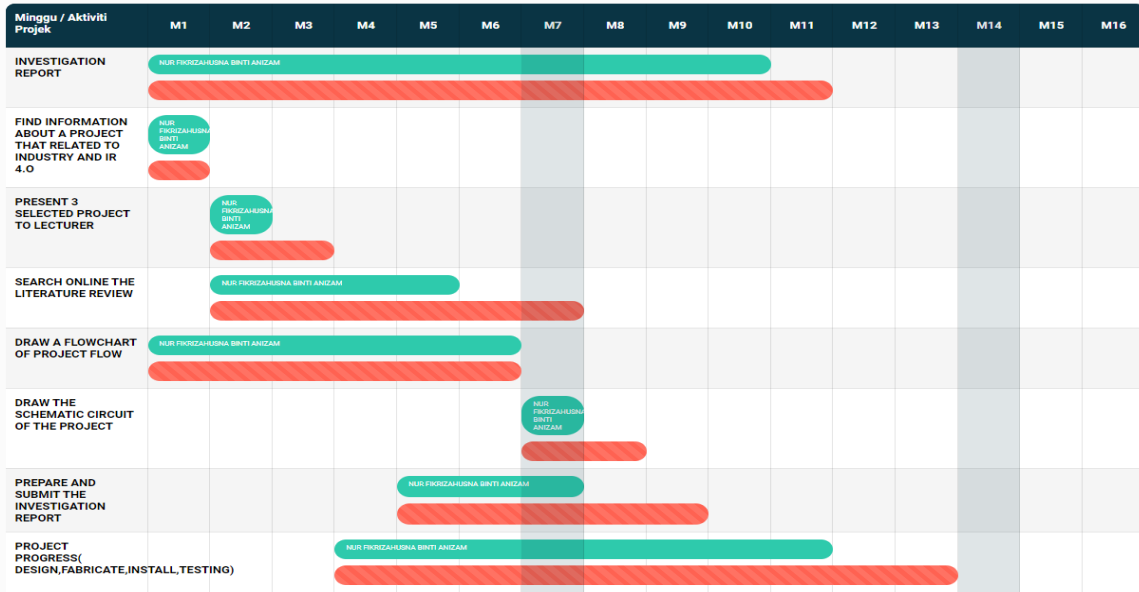 Minggu / Aktiviti
Projek
M1 M2 M3 M4 M5 M6 M7 M8 M9 M10 M11 M12 M13 M14 M15 M16
INVESTIGATION
REPORT
NUR FIKRIZAHUSNA BINTI ANIZAM
FIND INFORMATION
ABOUT A PROJECT
THAT RELATED TO
INDUSTRY AND IR
4.O
NUR
FIKRIZAHUSNA
BINTI
ANIZAM
PRESENT 3
SELECTED PROJECT
TO LECTURER
NUR
FIKRIZAHUSNA
BINTI
ANIZAM
SEARCH ONLINE THE
LITERATURE REVIEW
NUR FIKRIZAHUSNA BINTI ANIZAM
DRAW A FLOWCHART
OF PROJECT FLOW
NUR FIKRIZAHUSNA BINTI ANIZAM
DRAW THE
SCHEMATIC CIRCUIT
OF THE PROJECT
NUR
FIKRIZAHUSNA
BINTI
ANIZAM
PREPARE AND
SUBMIT THE
INVESTIGATION
REPORT
NUR FIKRIZAHUSNA BINTI ANIZAM
PROJECT
PROGRESS(
DESIGN,FABRICATE,INSTALL,TESTING)
NUR FIKRIZAHUSNA BINTI ANIZAM